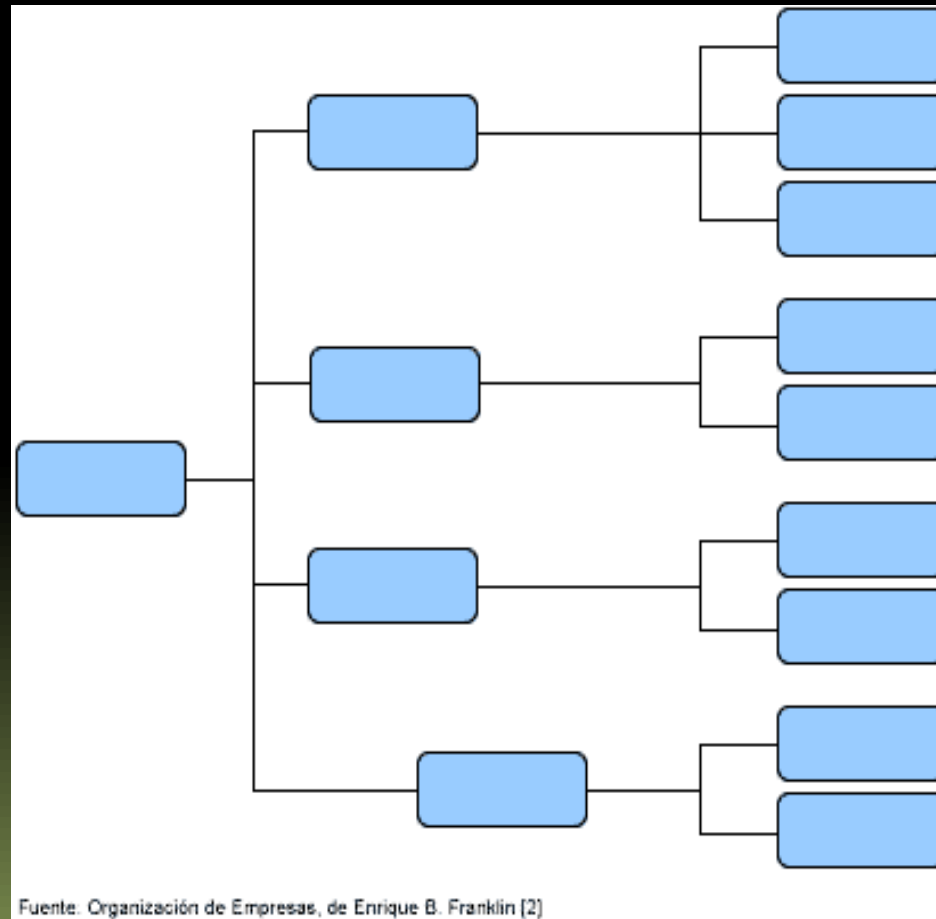 Fuente. Organización de Empresas, de Enrique B. Franklin [2]